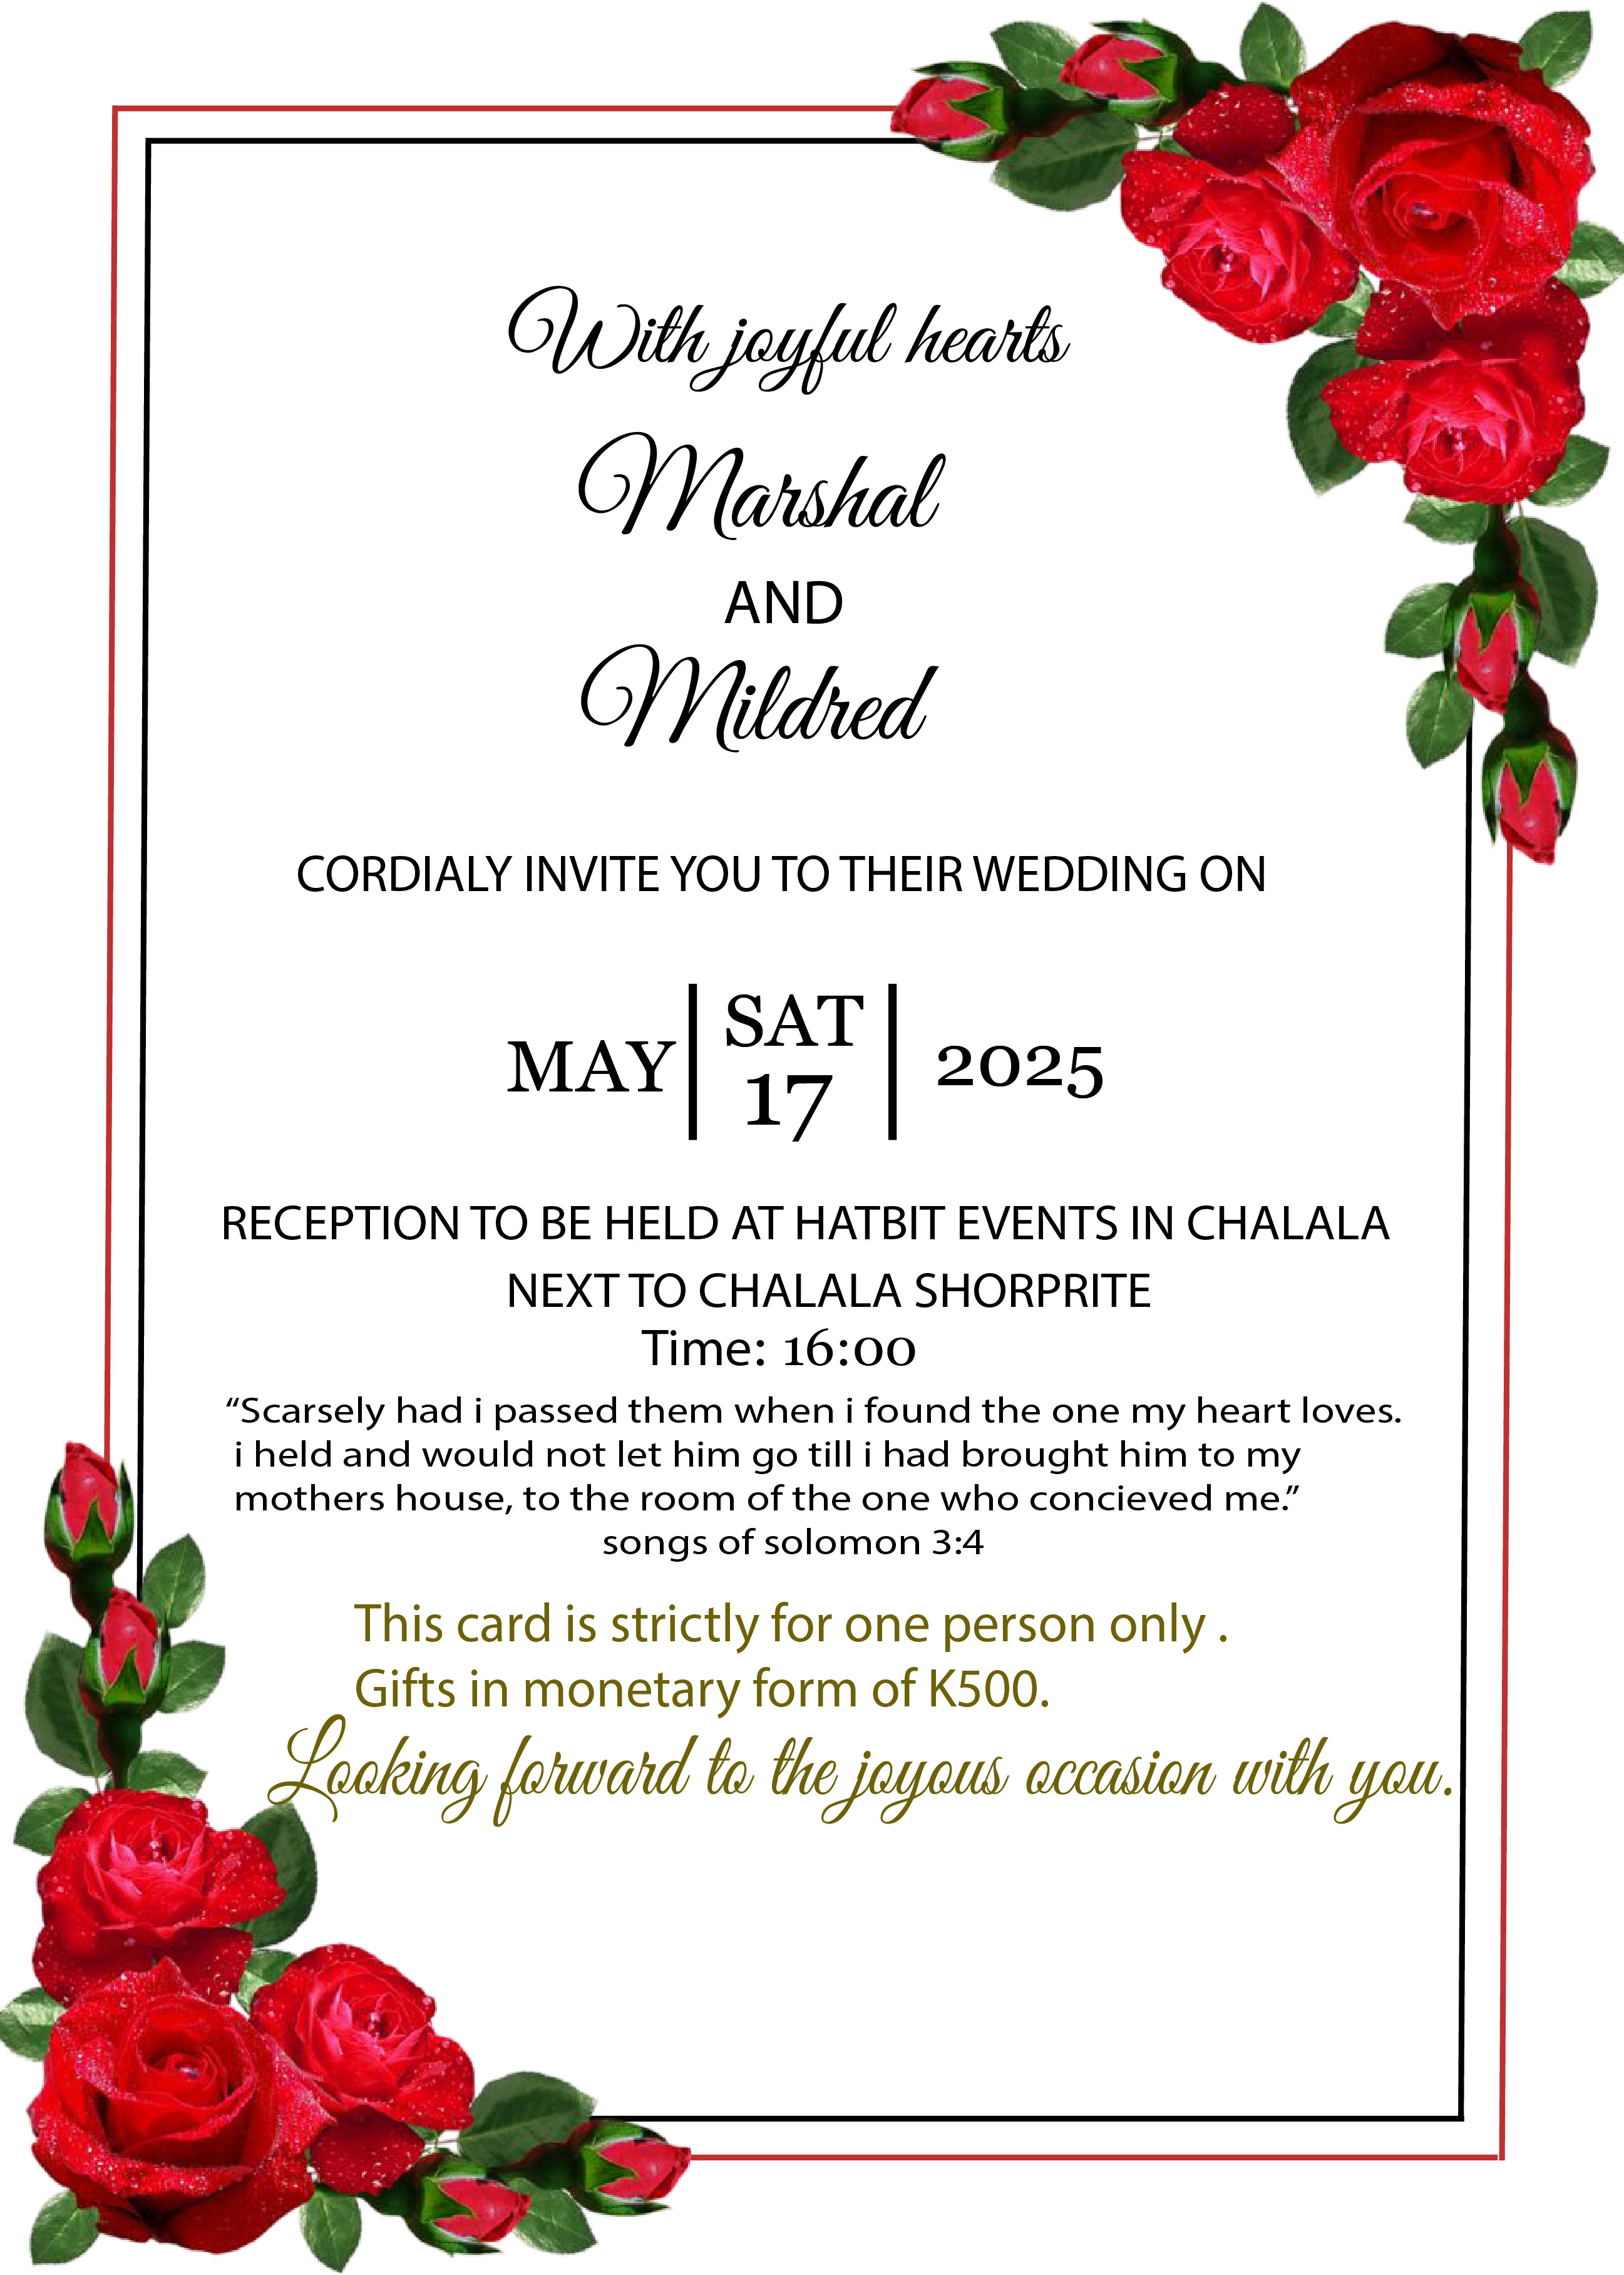 With joyful hearts
Marshal
AND
Mildred
CORDIALY INVITE YOU TO THEIR WEDDING ON
MAY | SAT 17 | 2025
RECEPTION TO BE HELD AT HATBIT EVENTS IN CHALALA
NEXT TO CHALALA SHORPRITE
Time: 16:00
“Scarsely had i passed them when i found the one my heart loves.
i held and would not let him go till i had brought him to my
mothers house, to the room of the one who concieved me.”
songs of solomon 3:4
This card is strictly for one person only .
Gifts in monetary form of K500.
Looking forward to the joyous occasion with you.